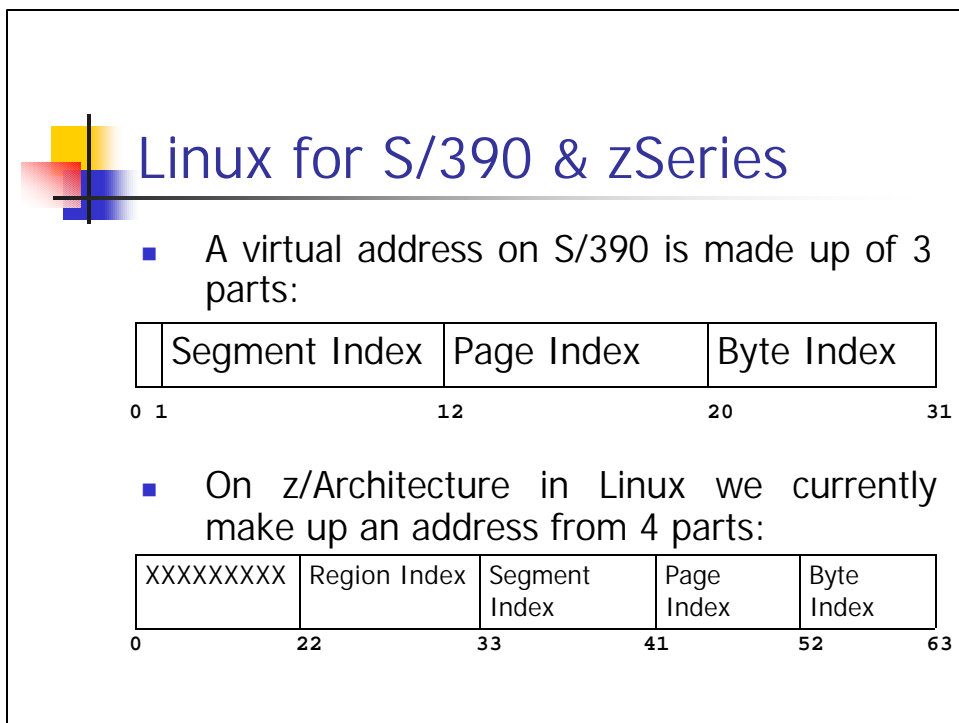 Linux for S/390 & zSeries
A virtual address on S/390 is made up of 3
parts:
Segment Index Page Index Byte Index
0 1 12 20 31
On z/Architecture in Linux we currently
make up an address from 4 parts:
XXXXXXXXX Region Index Segment Page Byte
Index Index Index
0 22 33 41 52 63